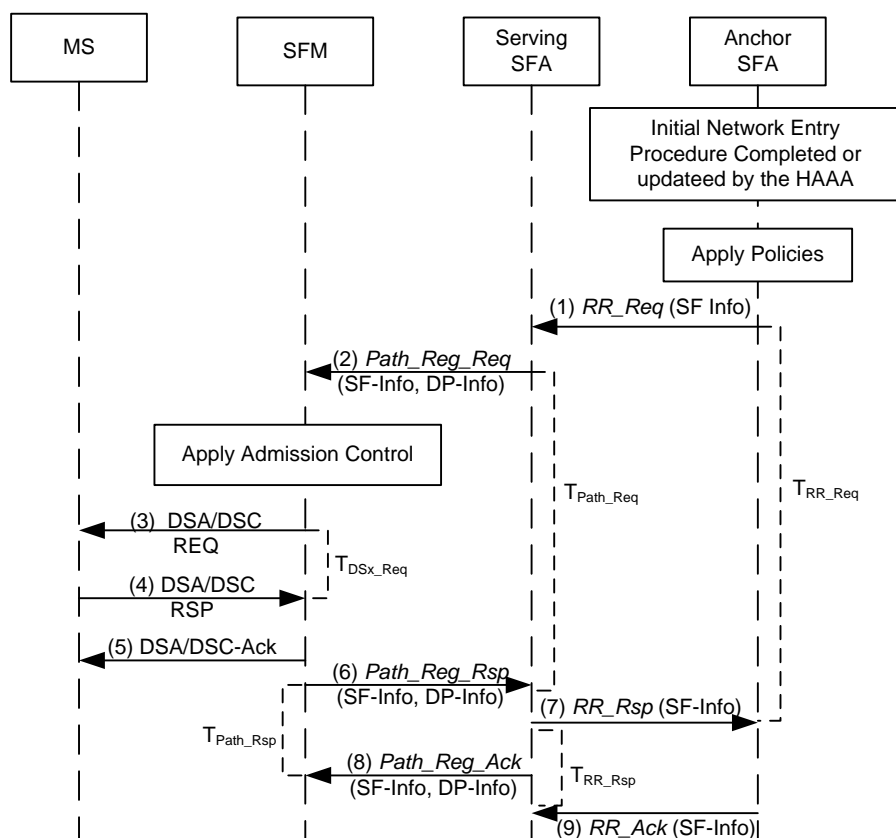 MS
SFM
Serving
SFA
Anchor
SFA
Initial Network Entry
Procedure Completed or
updateed by the HAAA
Apply Policies
(1) RR_Req (SF Info)
(2) Path_Reg_Req
(SF-Info, DP-Info)
Apply Admission Control
TPath_Req
TRR_Req
(3) DSA/DSC
REQ
TDSx_Req
(4) DSA/DSC
RSP
(5) DSA/DSC-Ack
(6) Path_Reg_Rsp
(SF-Info, DP-Info)
(7) RR_Rsp (SF-Info)
TPath_Rsp
(8) Path_Reg_Ack
(SF-Info, DP-Info)
TRR_Rsp
(9) RR_Ack (SF-Info)